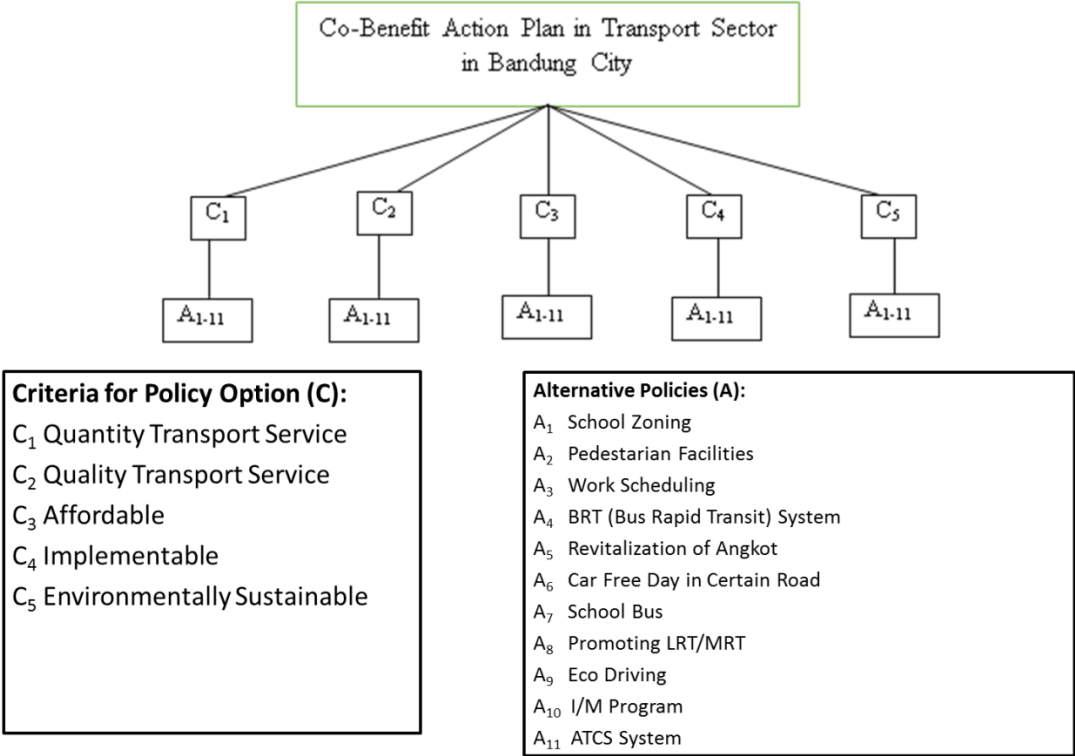 Co-Benefit Action Plan in Transport Sector
in Bandung City
C₁ C₂ C₃ C₄ C₅
A₁₋₁₁ A₁₋₁₁ A₁₋₁₁ A₁₋₁₁ A₁₋₁₁
Criteria for Policy Option (C):
C₁ Quantity Transport Service
C₂ Quality Transport Service
C₃ Affordable
C₄ Implementable
C₅ Environmentally Sustainable
Alternative Policies (A):
A₁ School Zoning
A₂ Pedestarian Facilities
A₃ Work Scheduling
A₄ BRT (Bus Rapid Transit) System
A₅ Revitalization of Angkot
A₆ Car Free Day in Certain Road
A₇ School Bus
A₈ Promoting LRT/MRT
A₉ Eco Driving
A₁₀ I/M Program
A₁₁ ATCS System